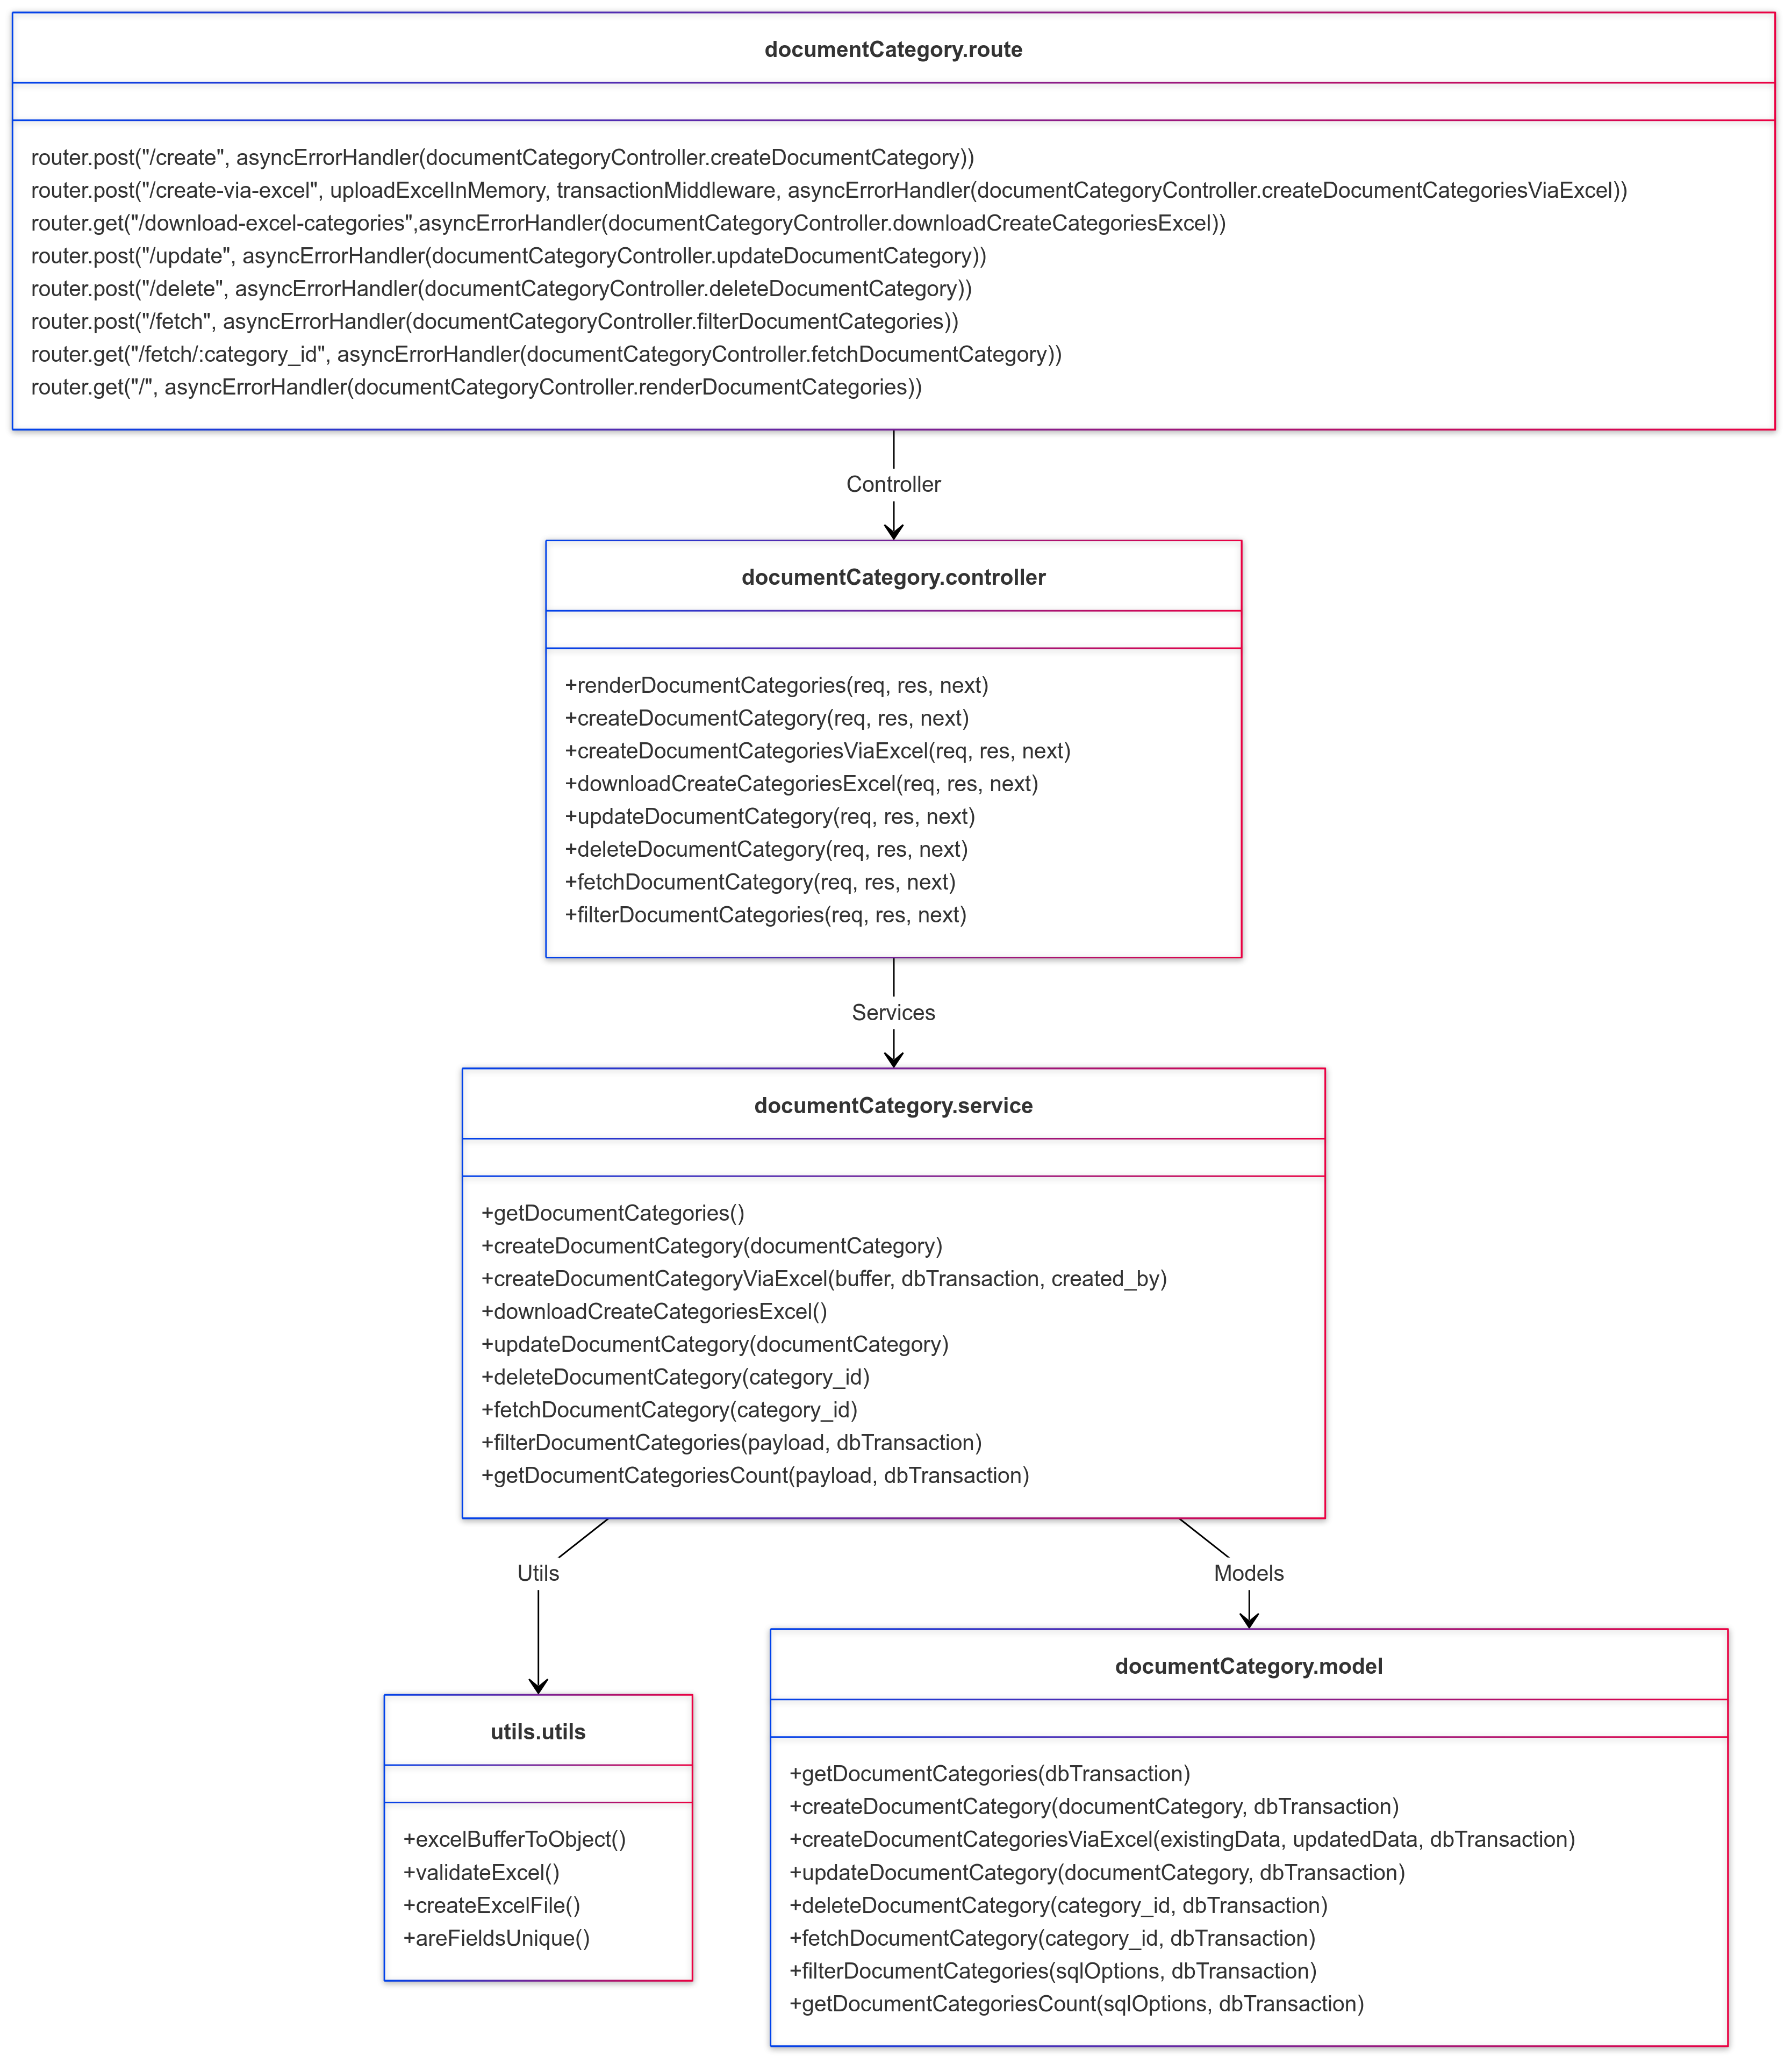 documentCategory.route
router.post("/create", asyncErrorHandler(documentCategoryController.createDocumentCategory))
router.post("/create-via-excel", uploadExcelInMemory, transactionMiddleware, asyncErrorHandler(documentCategoryController.createDocumentCategoriesViaExcel))
router.get("/download-excel-categories",asyncErrorHandler(documentCategoryController.downloadCreateCategoriesExcel))
router.post("/update", asyncErrorHandler(documentCategoryController.updateDocumentCategory))
router.post("/delete", asyncErrorHandler(documentCategoryController.deleteDocumentCategory))
router.post("/fetch", asyncErrorHandler(documentCategoryController.filterDocumentCategories))
router.get("/fetch/:category_id", asyncErrorHandler(documentCategoryController.fetchDocumentCategory))
router.get("/", asyncErrorHandler(documentCategoryController.renderDocumentCategories))
Controller
documentCategory.controller
+renderDocumentCategories(req, res, next)
+createDocumentCategory(req, res, next)
+createDocumentCategoriesViaExcel(req, res, next)
+downloadCreateCategoriesExcel(req, res, next)
+updateDocumentCategory(req, res, next)
+deleteDocumentCategory(req, res, next)
+fetchDocumentCategory(req, res, next)
+filterDocumentCategories(req, res, next)
Services
documentCategory.service
+getDocumentCategories()
+createDocumentCategory(documentCategory)
+createDocumentCategoryViaExcel(buffer, dbTransaction, created_by)
+downloadCreateCategoriesExcel()
+updateDocumentCategory(documentCategory)
+deleteDocumentCategory(category_id)
+fetchDocumentCategory(category_id)
+filterDocumentCategories(payload, dbTransaction)
+getDocumentCategoriesCount(payload, dbTransaction)
Utils
Models
utils.utils
+excelBufferToObject()
+validateExcel()
+createExcelFile()
+areFieldsUnique()
documentCategory.model
+getDocumentCategories(dbTransaction)
+createDocumentCategory(documentCategory, dbTransaction)
+createDocumentCategoriesViaExcel(existingData, updatedData, dbTransaction)
+updateDocumentCategory(documentCategory, dbTransaction)
+deleteDocumentCategory(category_id, dbTransaction)
+fetchDocumentCategory(category_id, dbTransaction)
+filterDocumentCategories(sqlOptions, dbTransaction)
+getDocumentCategoriesCount(sqlOptions, dbTransaction)